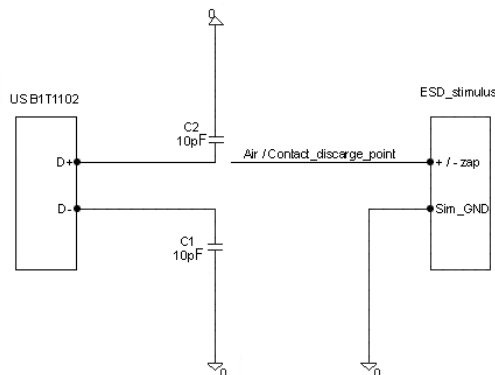 0
USB1T1102
ESD_stimulus
C2
10pF
D+
Air / Contact_discarge_point
+ / - zap
D-
Sim_GND
C1
10pF
0
0